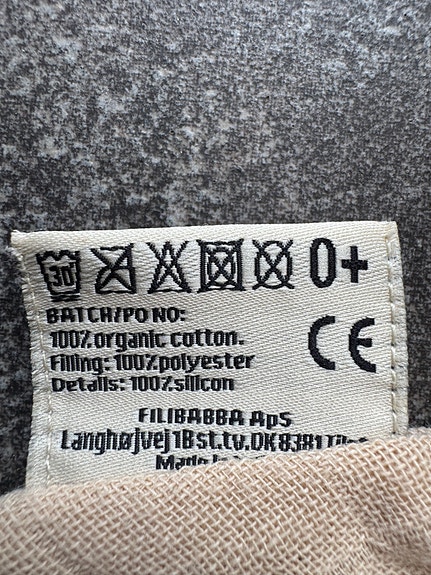 30 0+
BATCH/PO NO:
100% organic cotton.
Filling: 100% polyester
Details: 100% silicon
CE
FILIBABBA ApS
Langhøjvej 1B st.tv. DK 8381
Made